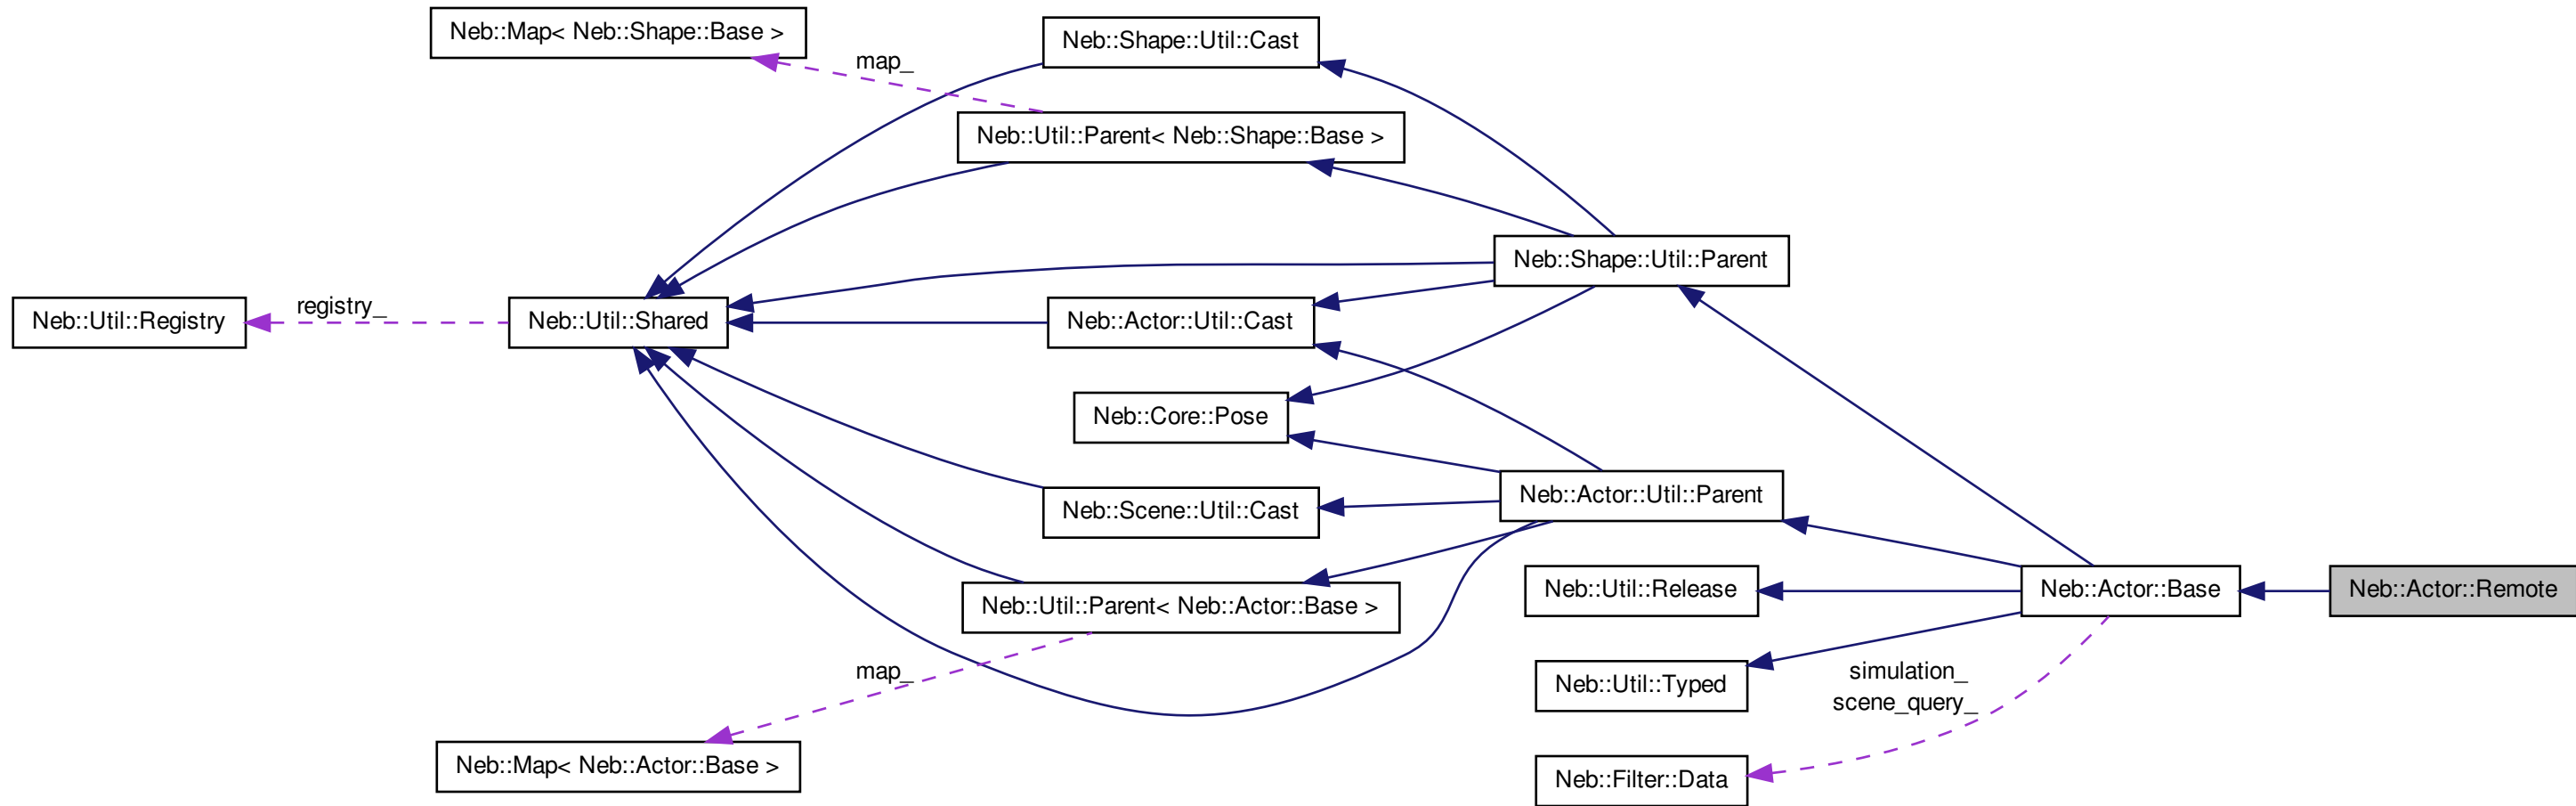 Neb::Map< Neb::Shape::Base >
map_
Neb::Shape::Util::Cast
Neb::Util::Parent< Neb::Shape::Base >
Neb::Shape::Util::Parent
Neb::Util::Registry
registry_
Neb::Util::Shared
Neb::Actor::Util::Cast
Neb::Core::Pose
Neb::Actor::Util::Parent
Neb::Scene::Util::Cast
Neb::Util::Parent< Neb::Actor::Base >
Neb::Util::Release
Neb::Actor::Base
Neb::Actor::Remote
map_
Neb::Util::Typed
simulation_
scene_query_
Neb::Map< Neb::Actor::Base >
Neb::Filter::Data